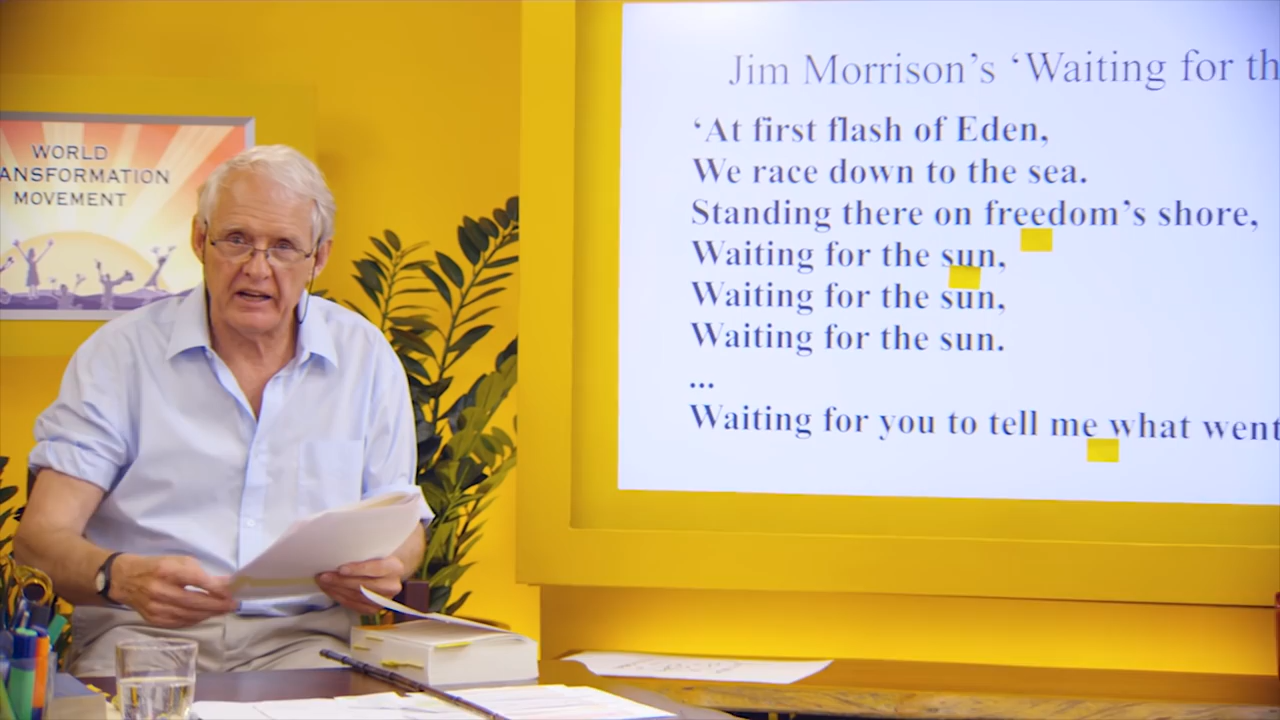 WORLD
ANSFORMATION
MOVEMENT
Jim Morrison's ‘Waiting for th
‘At first flash of Eden,
We race down to the sea.
Standing there on freedom's shore,
Waiting for the sun,
Waiting for the sun,
Waiting for the sun.
...
Waiting for you to tell me what went